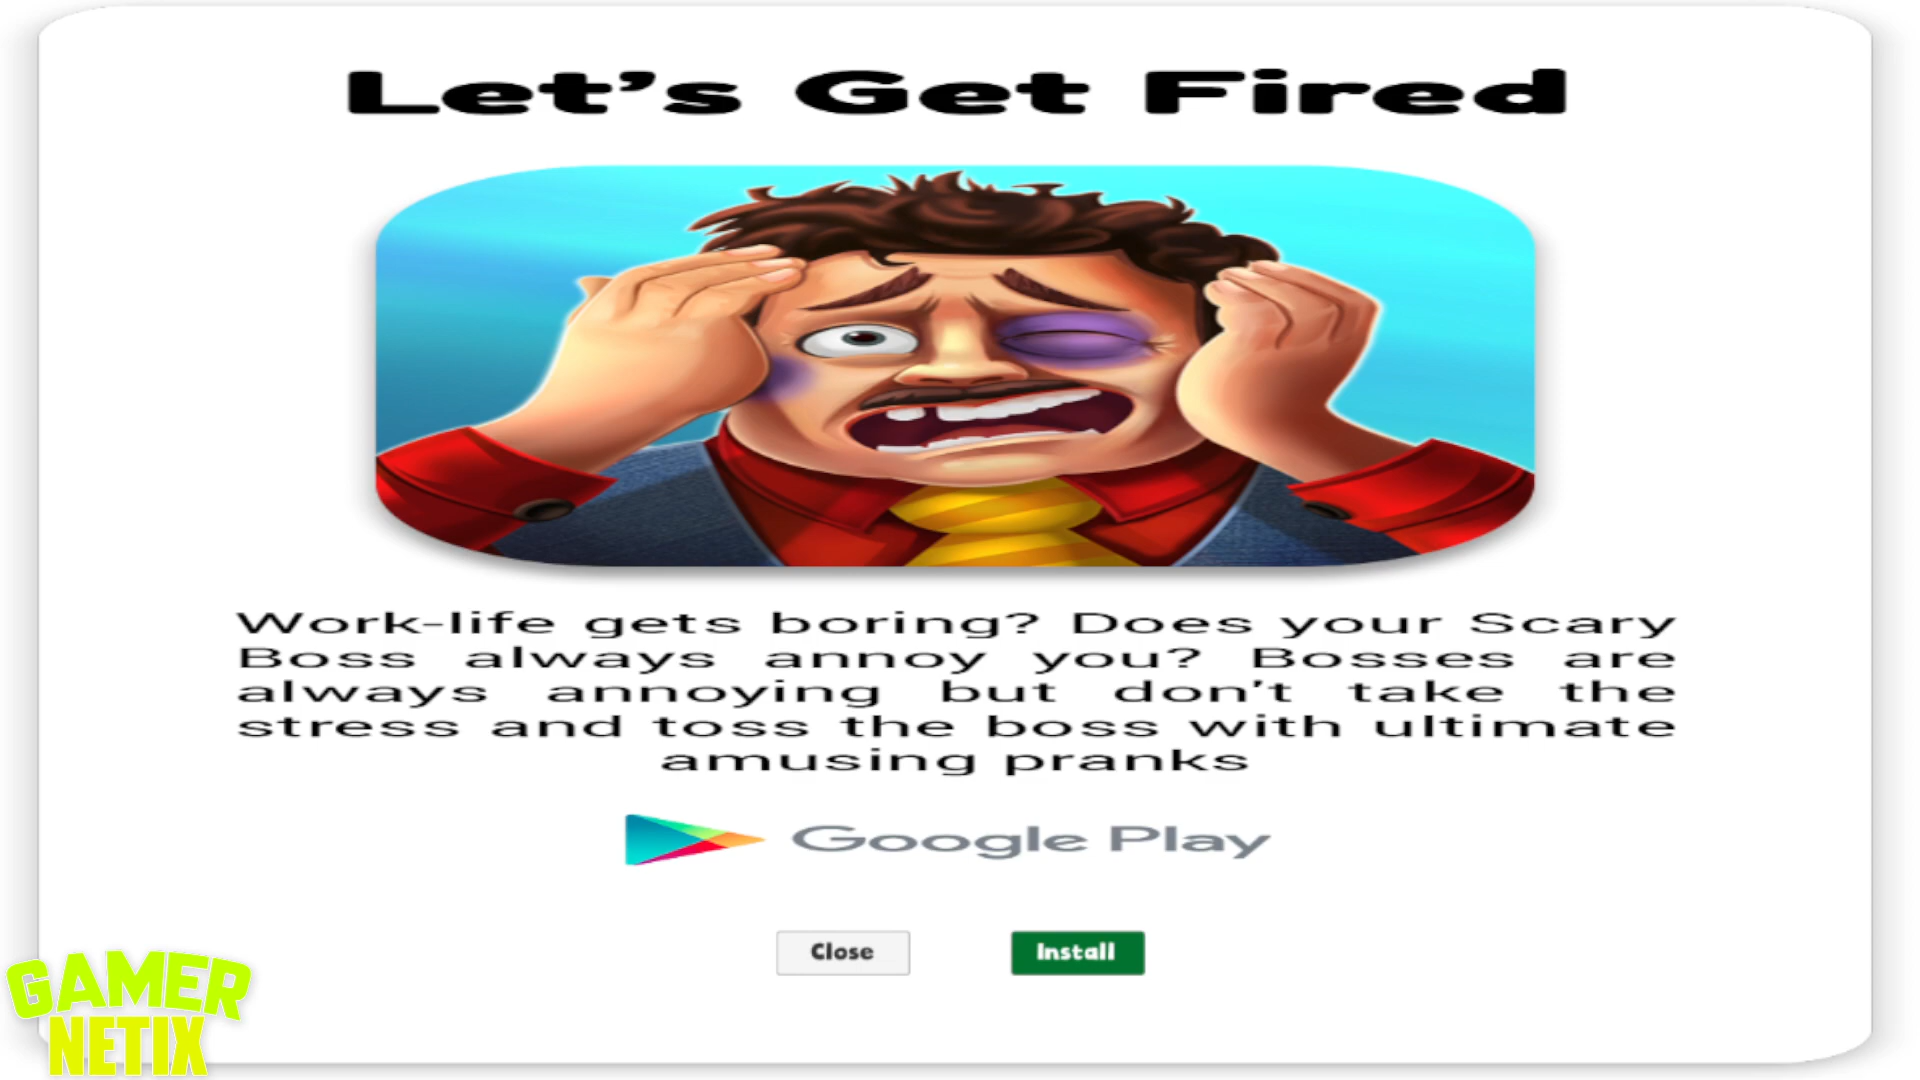 Let's Get Fired
Work-life gets boring? Does your Scary
Boss always annoy you? Bosses are
always annoying but don't take the
stress and toss the boss with ultimate
amusing pranks
Google Play
Close Install
GAMER
NETIX